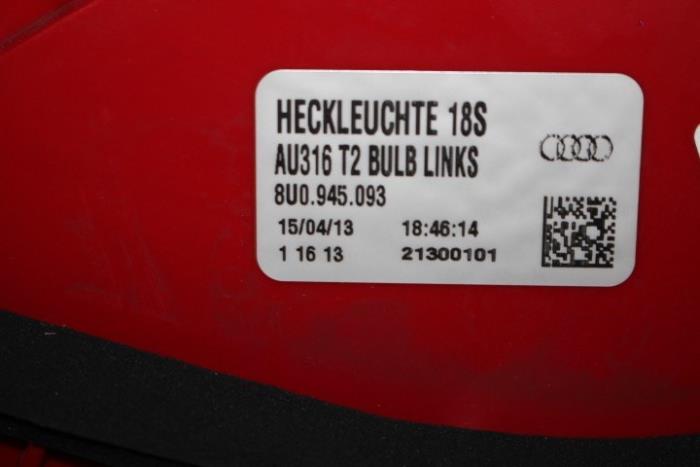 HECKLEUCHTE 18S
AU316 T2 BULB LINKS
8U0.945.093
15/04/13 18:46:14
1 16 13 21300101